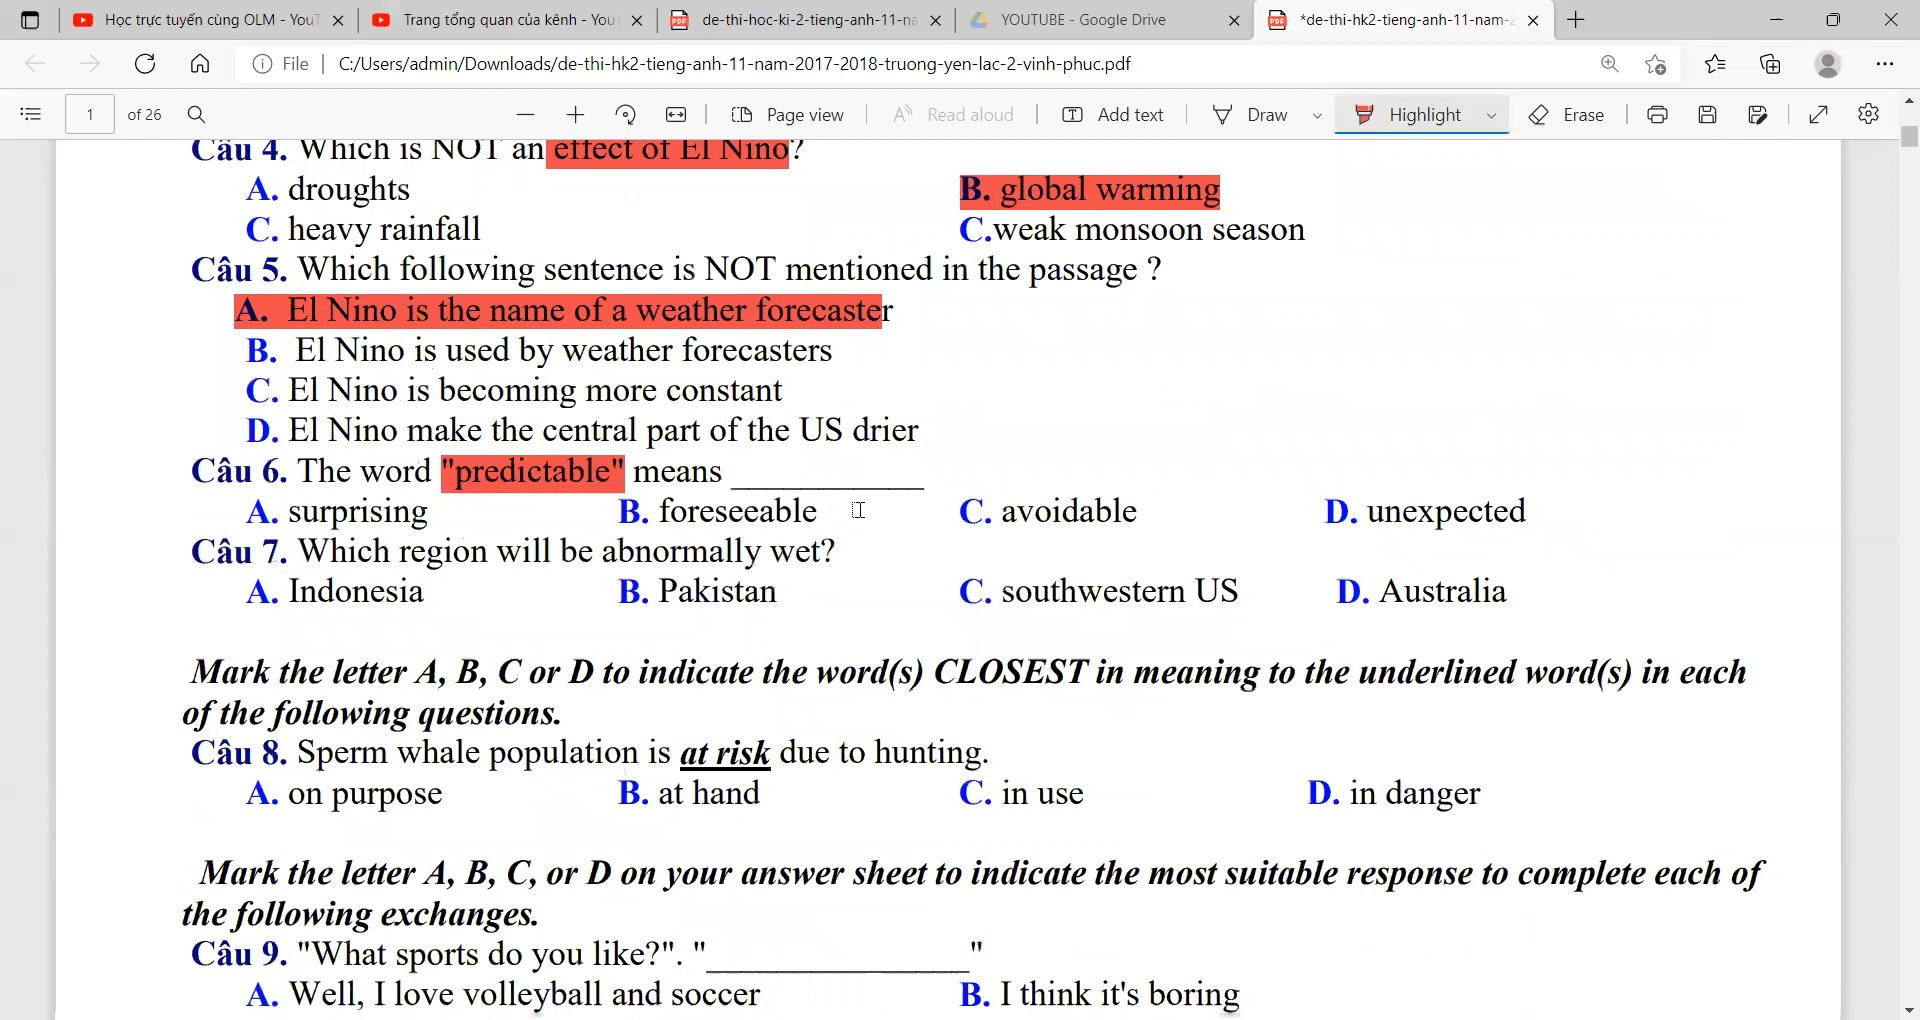 Học trực tuyến cùng OLM - YouT
Trang tổng quan của kênh - You
de-thi-hoc-ki-2-tieng-anh-11-na
YOUTUBE - Google Drive
*de-thi-hk2-tieng-anh-11-nam-2
File
C:/Users/admin/Downloads/de-thi-hk2-tieng-anh-11-nam-2017-2018-truong-yen-lac-2-vinh-phuc.pdf
1 of 26
Page view
Read aloud
Add text
Draw
Highlight
Erase
Câu 4. Which is NOT an effect of El Nino?
A. droughts B. global warming
C. heavy rainfall C.weak monsoon season
Câu 5. Which following sentence is NOT mentioned in the passage ?
A. El Nino is the name of a weather forecaster
B. El Nino is used by weather forecasters
C. El Nino is becoming more constant
D. El Nino make the central part of the US drier
Câu 6. The word "predictable" means ___________
A. surprising B. foreseeable C. avoidable D. unexpected
Câu 7. Which region will be abnormally wet?
A. Indonesia B. Pakistan C. southwestern US D. Australia
Mark the letter A, B, C or D to indicate the word(s) CLOSEST in meaning to the underlined word(s) in each
of the following questions.
Câu 8. Sperm whale population is at risk due to hunting.
A. on purpose B. at hand C. in use D. in danger
Mark the letter A, B, C, or D on your answer sheet to indicate the most suitable response to complete each of
the following exchanges.
Câu 9. "What sports do you like?". "_______________"
A. Well, I love volleyball and soccer B. I think it's boring